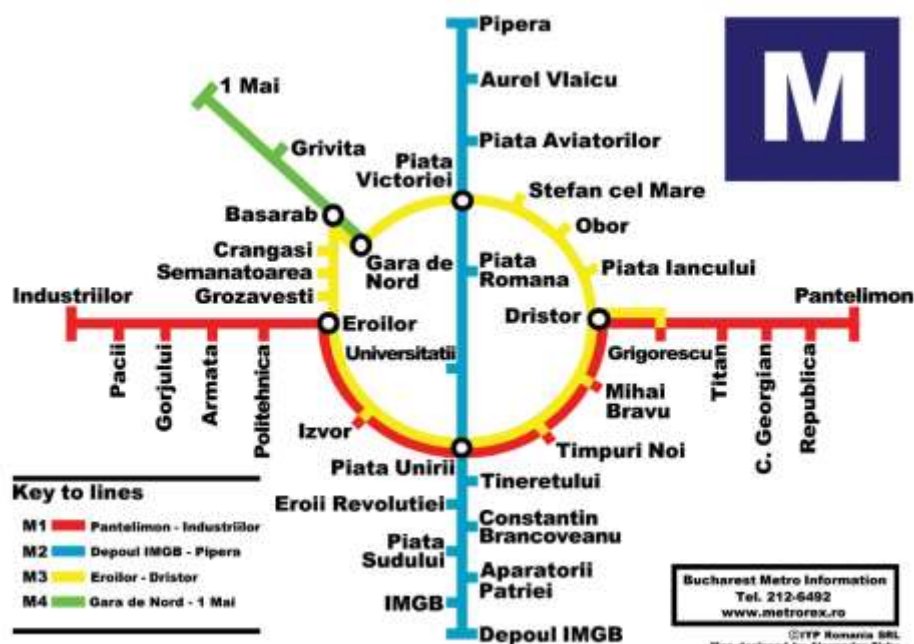 Pipera
M
1 Mai
Aurel Vlaicu
Grivita
Piata Aviatorilor
Piata
Victoriei
Stefan cel Mare
Basarab
Obor
Crangasi
Gara de
Nord
Piata
Romana
Piata Iancului
Semanatoarea
Grozavesti
Industriilor
Pantelimon
Eroilor
Dristor
Universitatii
Grigorescu
Pacii
Gorjului
Armata
Politehnica
Titan
C. Georgian
Republica
Mihai
Bravu
Izvor
Timpuri Noi
Piata Unirii
Tineretului
Eroii Revolutiei
Constantin
Brancoveanu
Piata
Sudului
Aparatorii
Patriei
IMGB
Depoul IMGB
Key to lines
M1 Pantelimon - Industriilor
M2 Depoul IMGB - Pipera
M3 Eroilor - Dristor
M4 Gara de Nord - 1 Mai
Bucharest Metro Information
Tel. 212-6492
www.metrorex.ro
©ITP Romania SRL